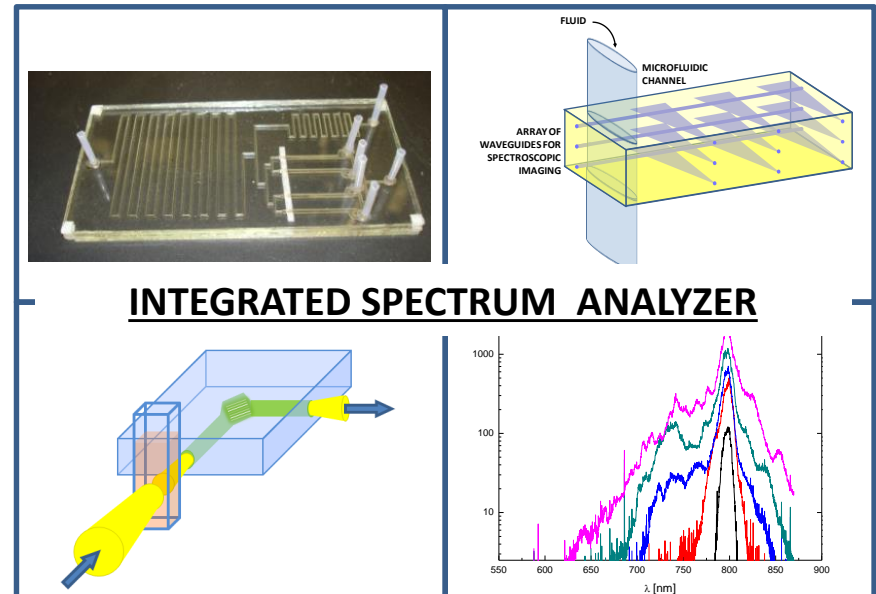 FLUID
MICROFLUIDIC
CHANNEL
ARRAY OF
WAVEGUIDES FOR
SPECTROSCOPIC
IMAGING
INTEGRATED SPECTRUM ANALYZER
1000
100
10
550 600 650 700 750 800 850 900
λ [nm]